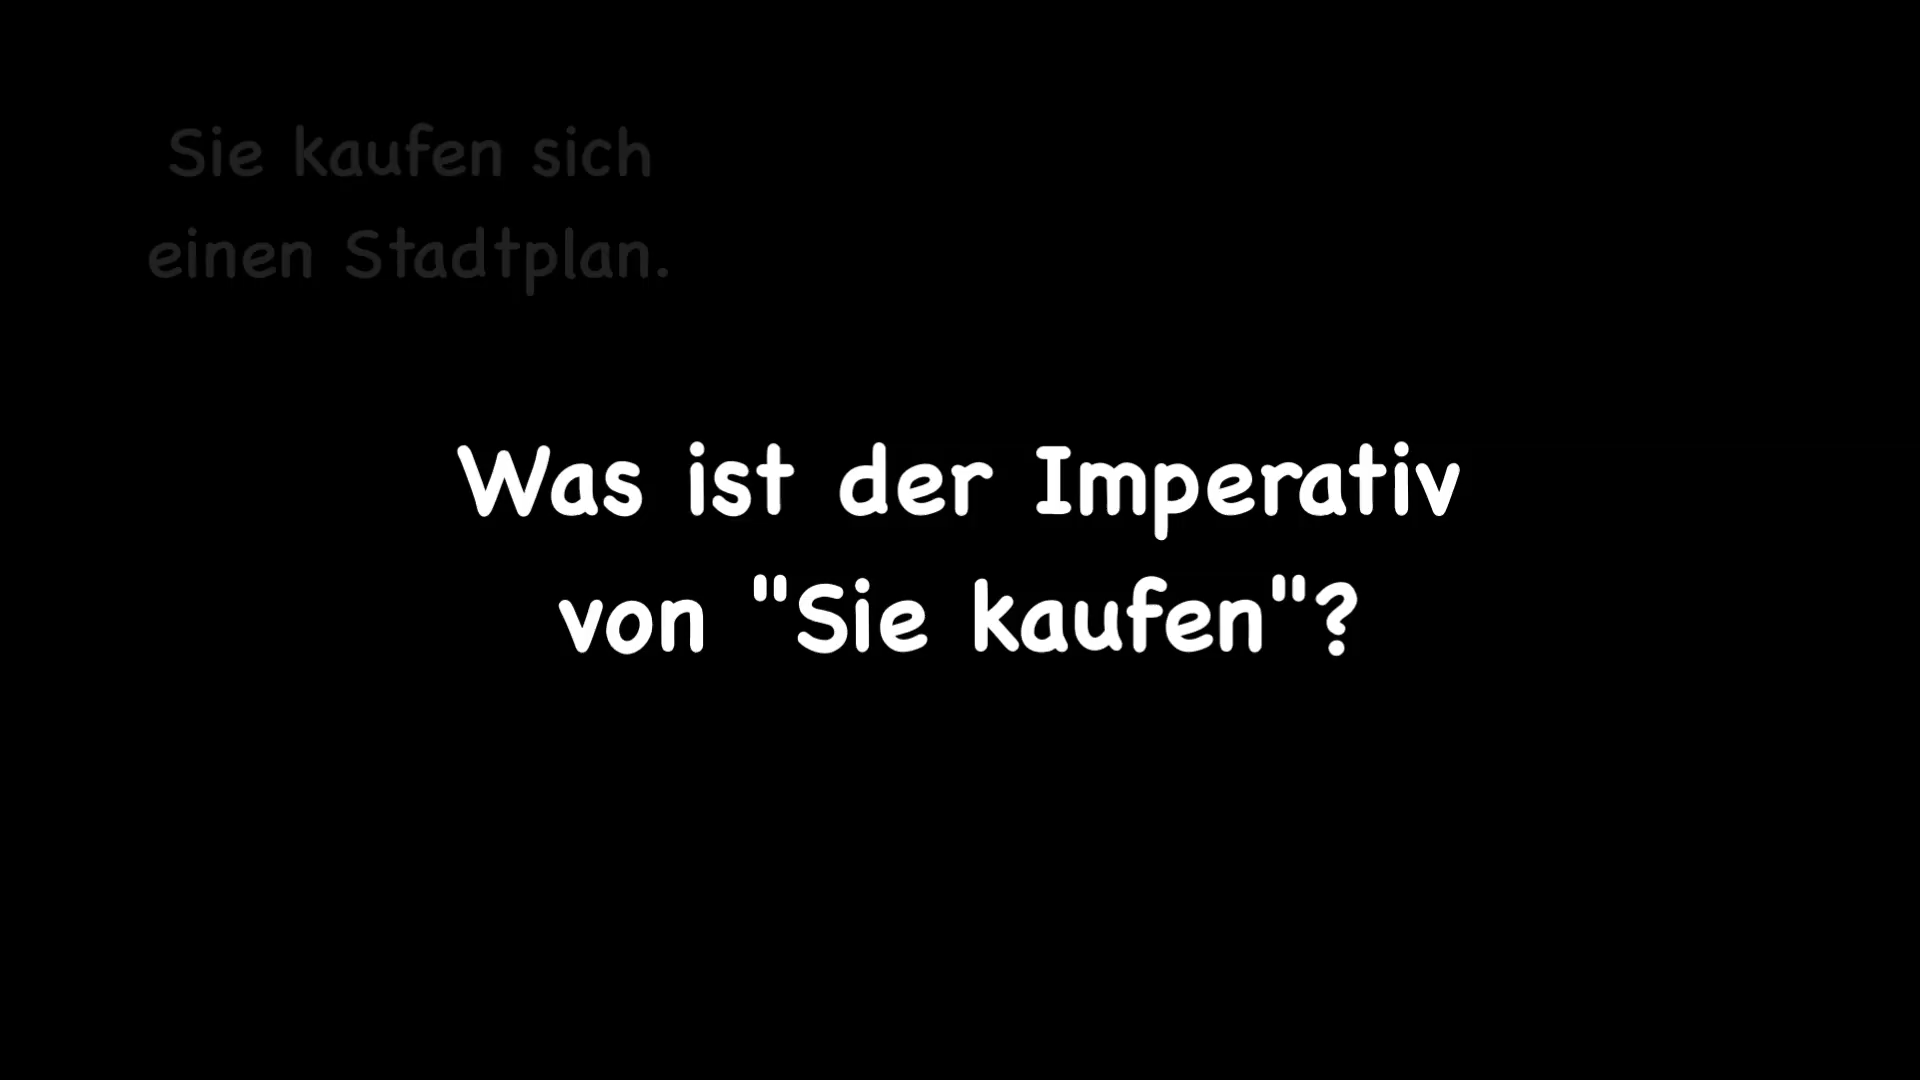 Sie kaufen sich
einen Stadtplan.
Was ist der Imperativ
von "Sie kaufen"?